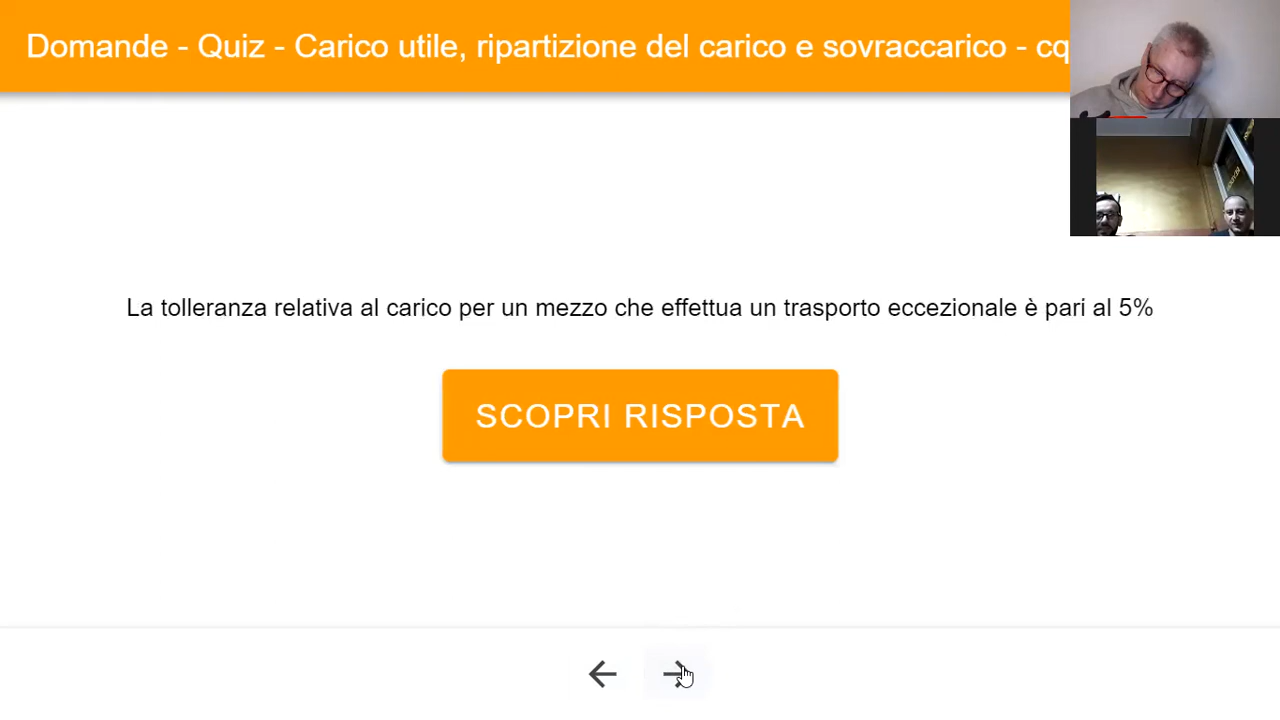 Domande - Quiz - Carico utile, ripartizione del carico e sovraccarico - cq
La tolleranza relativa al carico per un mezzo che effettua un trasporto eccezionale è pari al 5%
SCOPRI RISPOSTA